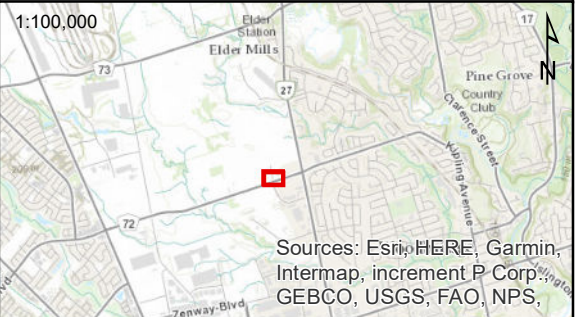 1:100,000
Elder
Station
Elder Mills
17
73
27
Pine Grove
N
Country
Club
Clarence Street
Kipling Avenue
72
Sources: Esri, HERE, Garmin,
Intermap, increment P Corp.,
GEBCO, USGS, FAO, NPS,
Islington
Zenway-Blvd